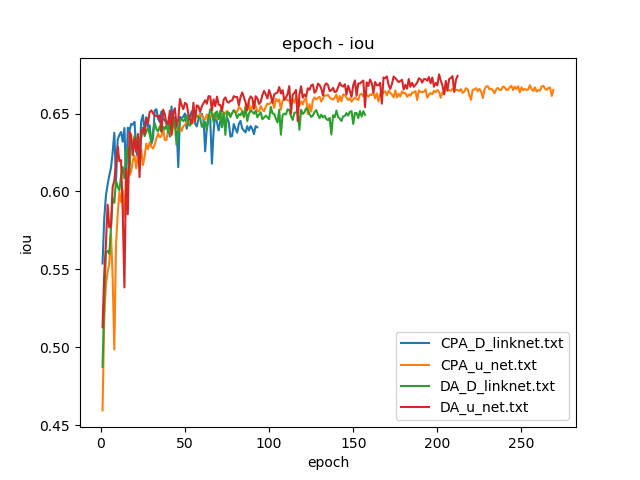 epoch - iou
iou
0.65
0.60
0.55
0.50
0.45
0
50
100
150
200
250
epoch
CPA_D_linknet.txt
CPA_u_net.txt
DA_D_linknet.txt
DA_u_net.txt